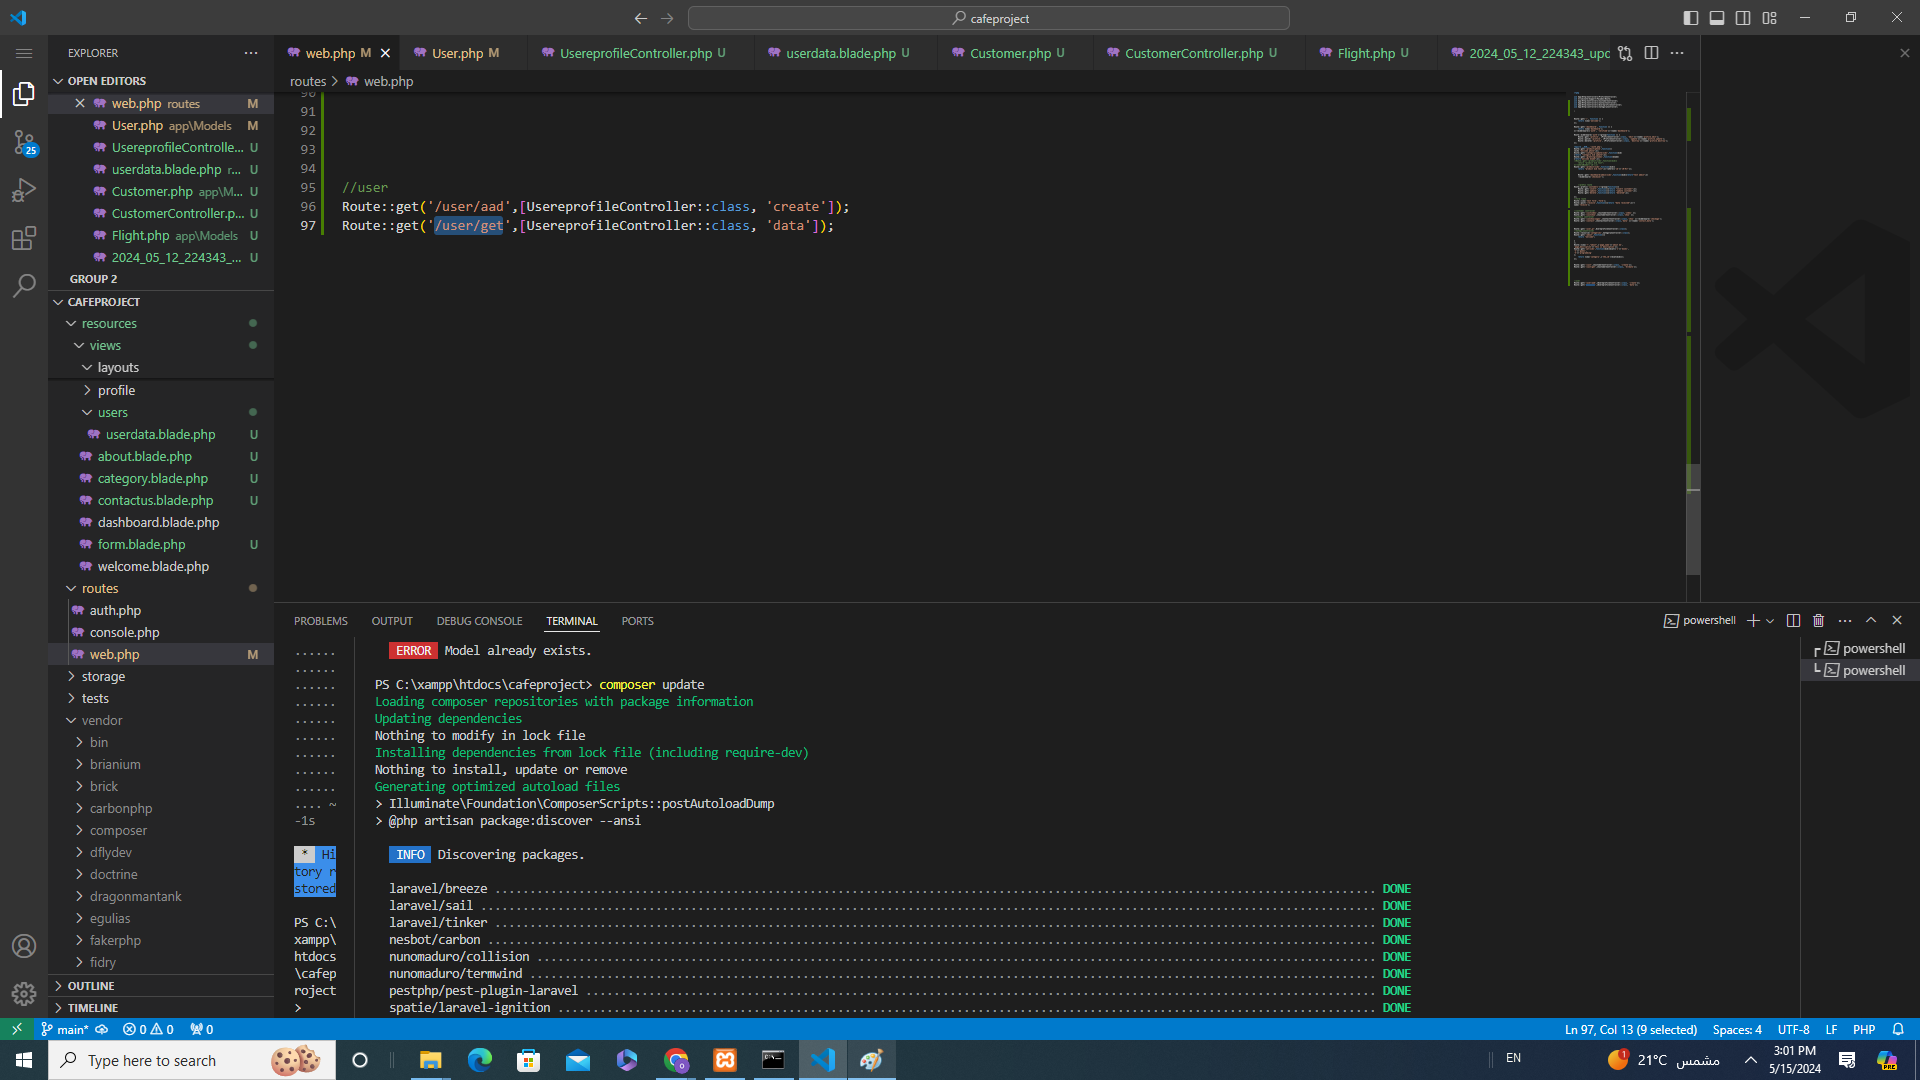 cafeproject
EXPLORER
OPEN EDITORS
web.php routes M
User.php app\Models M
UsereprofileControlle... U
userdata.blade.php r... U
Customer.php app\M... U
CustomerController.p... U
Flight.php app\Models U
2024_05_12_224343_... U
GROUP 2
CAFEPROJECT
resources
views
layouts
profile
users
userdata.blade.php U
about.blade.php U
category.blade.php U
contactus.blade.php U
dashboard.blade.php
form.blade.php U
welcome.blade.php
routes
auth.php
console.php
web.php M
storage
tests
vendor
bin
brianium
brick
carbonphp
composer
dflydev
doctrine
dragonmantank
egulias
fakerphp
fidry
OUTLINE
TIMELINE
25
web.php M
User.php M
UsereprofileController.php U
userdata.blade.php U
Customer.php U
CustomerController.php U
Flight.php U
2024_05_12_224343_upd
routes > web.php
90
91
92
93
94
95 //user
96 Route::get('/user/aad',[UsereprofileController::class, 'create']);
97 Route::get('/user/get',[UsereprofileController::class, 'data']);
PROBLEMS OUTPUT DEBUG CONSOLE TERMINAL PORTS
powershell
powershell
powershell
......
......
......
......
......
......
......
......
......
.... ~
-1s
* Hi
tory r
stored
PS C:\
xampp\
htdocs
\cafep
roject
>
ERROR Model already exists.
PS C:\xampp\htdocs\cafeproject> composer update
Loading composer repositories with package information
Updating dependencies
Nothing to modify in lock file
Installing dependencies from lock file (including require-dev)
Nothing to install, update or remove
Generating optimized autoload files
> Illuminate\Foundation\ComposerScripts::postAutoloadDump
> @php artisan package:discover --ansi
INFO Discovering packages.
laravel/breeze ........ DONE
laravel/sail ........ DONE
laravel/tinker ........ DONE
nesbot/carbon ........ DONE
nunomaduro/collision ........ DONE
nunomaduro/termwind ........ DONE
pestphp/pest-plugin-laravel ........ DONE
spatie/laravel-ignition ........ DONE
main* 0 0 0
Ln 97, Col 13 (9 selected) Spaces: 4 UTF-8 LF PHP
Type here to search
EN
1
21°C مشمس
3:01 PM
5/15/2024
PRE